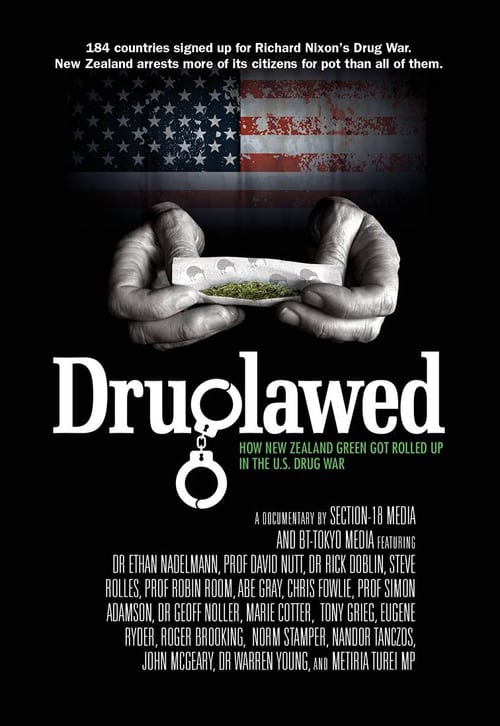 184 countries signed up for Richard Nixon's Drug War.
New Zealand arrests more of its citizens for pot than all of them.
Druglawed
HOW NEW ZEALAND GREEN GOT ROLLED UP
IN THE U.S. DRUG WAR
A DOCUMENTARY BY SECTION-18 MEDIA
AND BT-TOKYO MEDIA FEATURING
DR ETHAN NADELMANN, PROF DAVID NUTT, DR RICK DOBLIN, STEVE
ROLLES, PROF ROBIN ROOM, ABE GRAY, CHRIS FOWLIE, PROF SIMON
ADAMSON, DR GEOFF NOLLER, MARIE COTTER, TONY GREIG, EUGENE
RYDER, ROGER BROOKING, NORM STAMPER, NANDOR TANCZOS,
JOHN MCGEARY, DR WARREN YOUNG, AND METIRIA TUREI MP